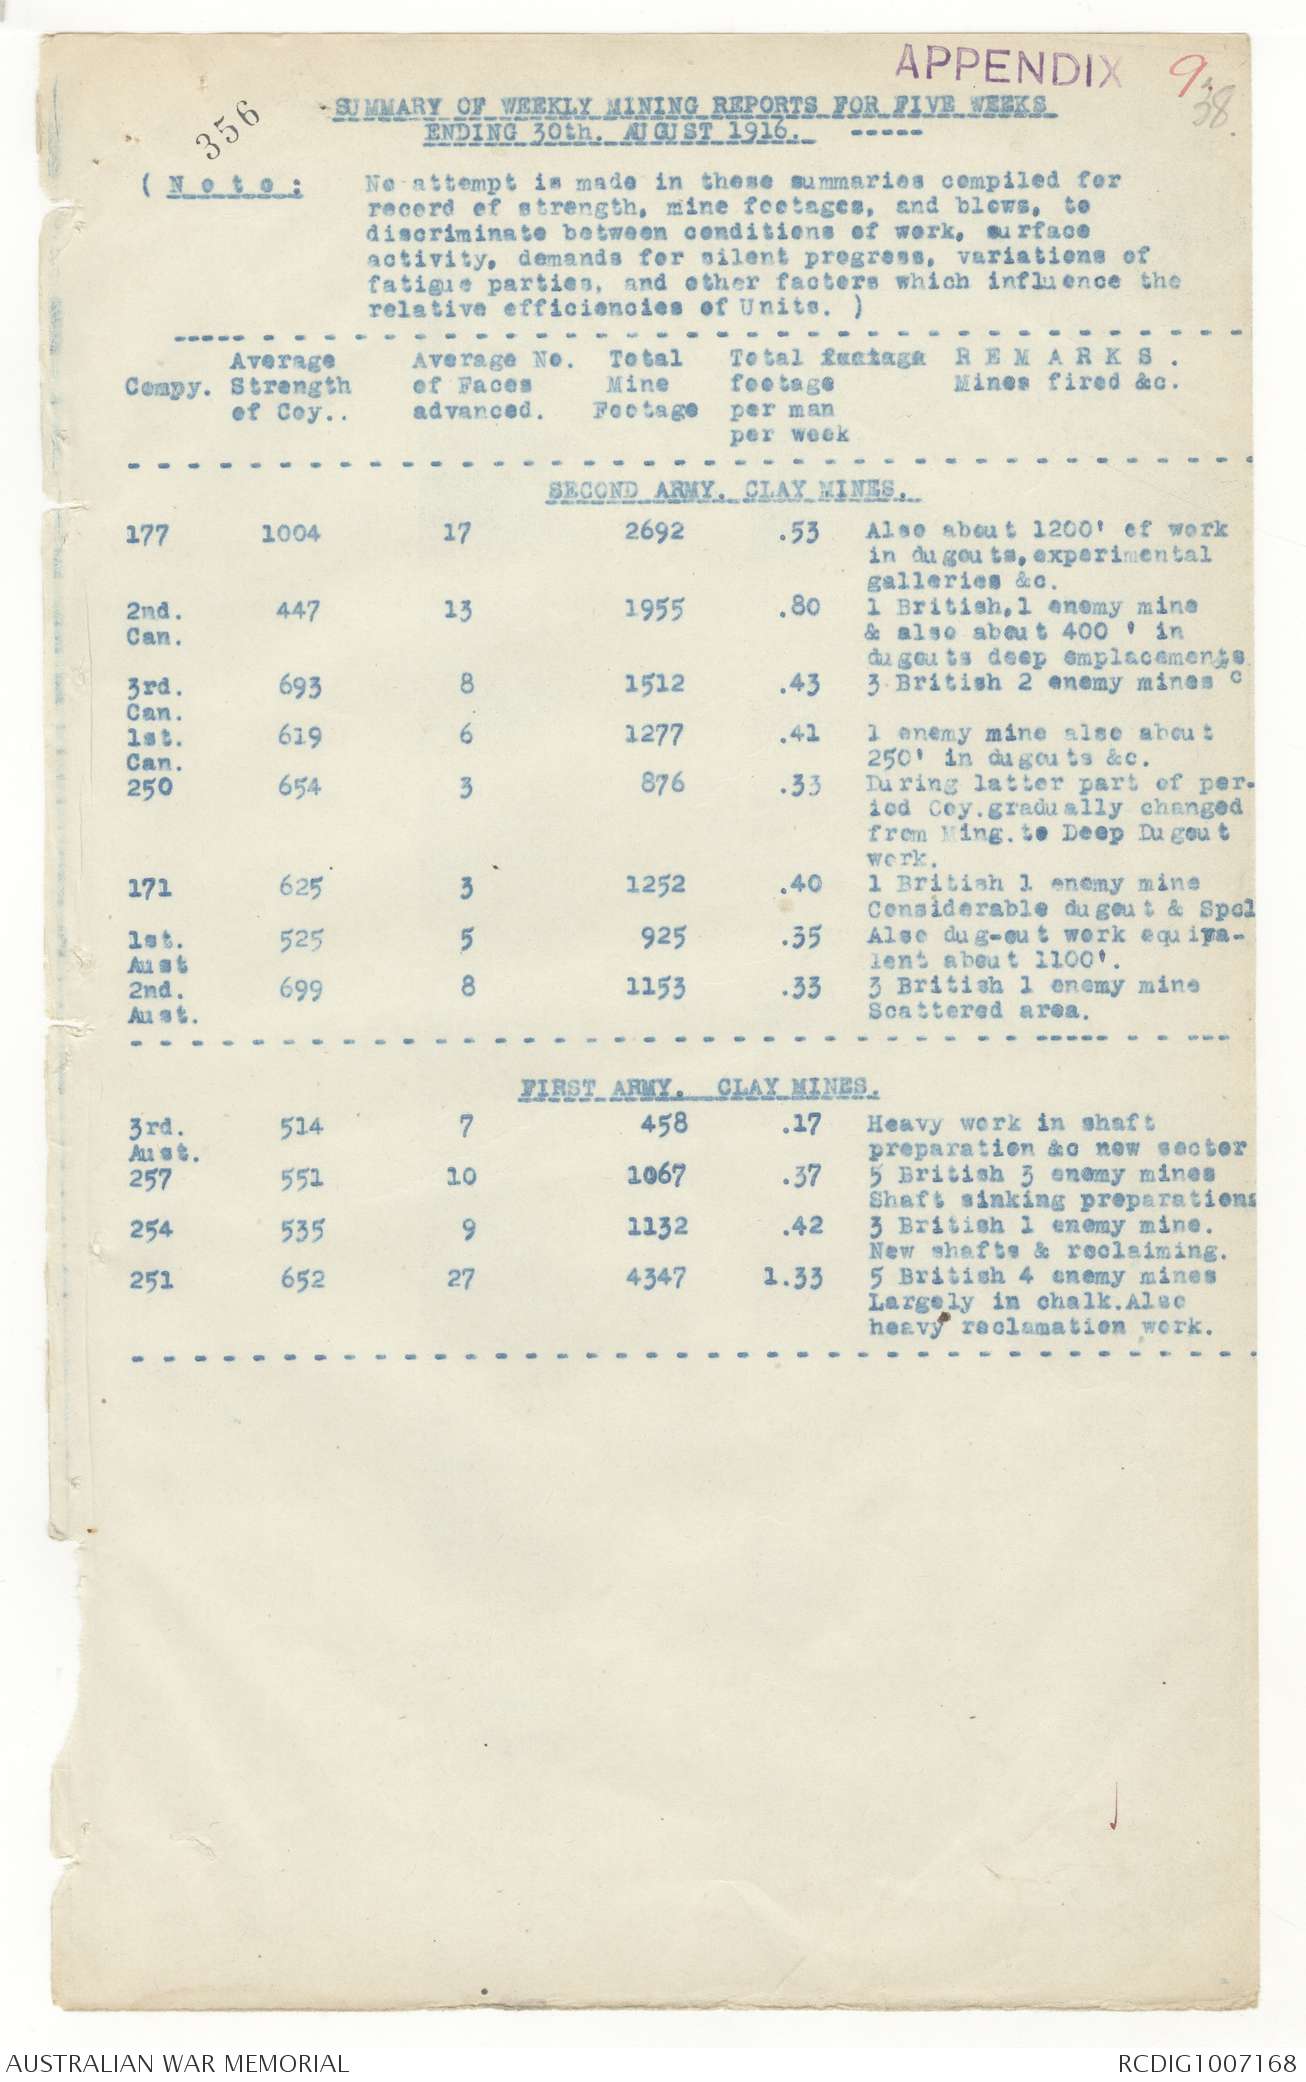 APPENDIX 9.
38.
356
SUMMARY OF WEEKLY MINING REPORTS FOR FIVE WEEKS
ENDING 30th. AUGUST 1916. -----
( N o t e : No attempt is made in these summaries compiled for
record of strength, mine footages, and blows, to
discriminate between conditions of work, surface
activity, demands for silent progress, variations of
fatigue parties, and other factors which influence the
relative efficiencies of Units. )
Average Average No. Total Total footage R E M A R K S .
Compy. Strength of Faces Mine footage Mines fired &c.
of Coy.. advanced. Footage per man
per week
SECOND ARMY. CLAY MINES.
177 1004 17 2692 .53 Also about 1200' of work
in dugouts, experimental
galleries &c.
2nd. 447 13 1955 .80 1 British, 1 enemy mine
Can. & also about 400 ' in
dugouts deep emplacements &
3rd. 693 8 1512 .43 3 British 2 enemy mines c
Can.
1st. 619 6 1277 .41 1 enemy mine also about
Can. 250' in dugouts &c.
250 654 3 876 .33 During latter part of per-
iod Coy. gradually changed
from Ming. to Deep Dugout
work.
171 625 3 1252 .40 1 British 1 enemy mine
Considerable dugout & Spol
1st. 525 5 925 .35 Also dug-out work equiva-
Aust lent about 1100'.
2nd. 699 8 1153 .33 3 British 1 enemy mine
Aust. Scattered area.
FIRST ARMY. CLAY MINES.
3rd. 514 7 458 .17 Heavy work in shaft
Aust. preparation &c new sector
257 551 10 1067 .37 5 British 3 enemy mines
Shaft sinking preparations
254 535 9 1132 .42 3 British 1 enemy mine.
New shafts & reclaiming.
251 652 27 4347 1.33 5 British 4 enemy mines
Largely in chalk. Also
heavy reclamation work.
AUSTRALIAN WAR MEMORIAL RCDIG1007168